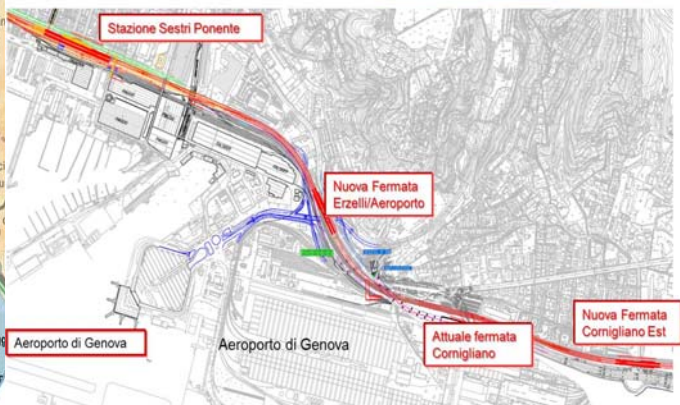 Stazione Sestri Ponente
Nuova Fermata
Erzelli/Aeroporto
Nuova Fermata
Cornigliano Est
Attuale fermata
Cornigliano
Aeroporto di Genova
Aeroporto di Genova